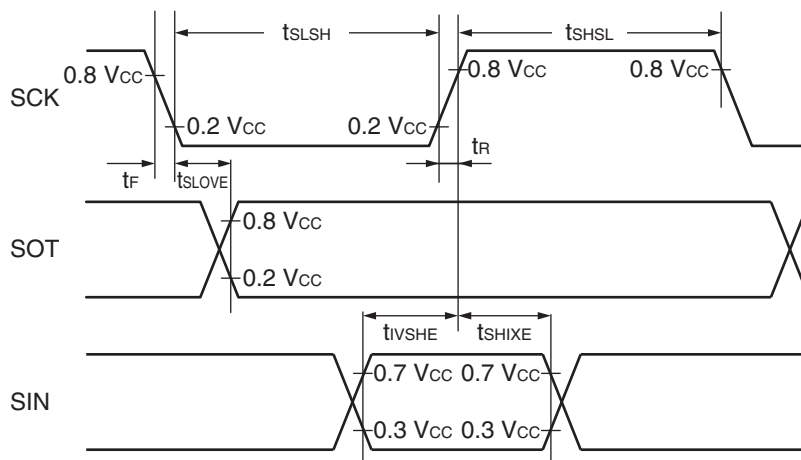 tSLSH
tSHSL
SCK
0.8 VCC
0.8 VCC
0.8 VCC
0.2 VCC
0.2 VCC
tF
tSLOVE
tR
SOT
0.8 VCC
0.2 VCC
tIVSHE
tSHIXE
SIN
0.7 VCC
0.7 VCC
0.3 VCC
0.3 VCC